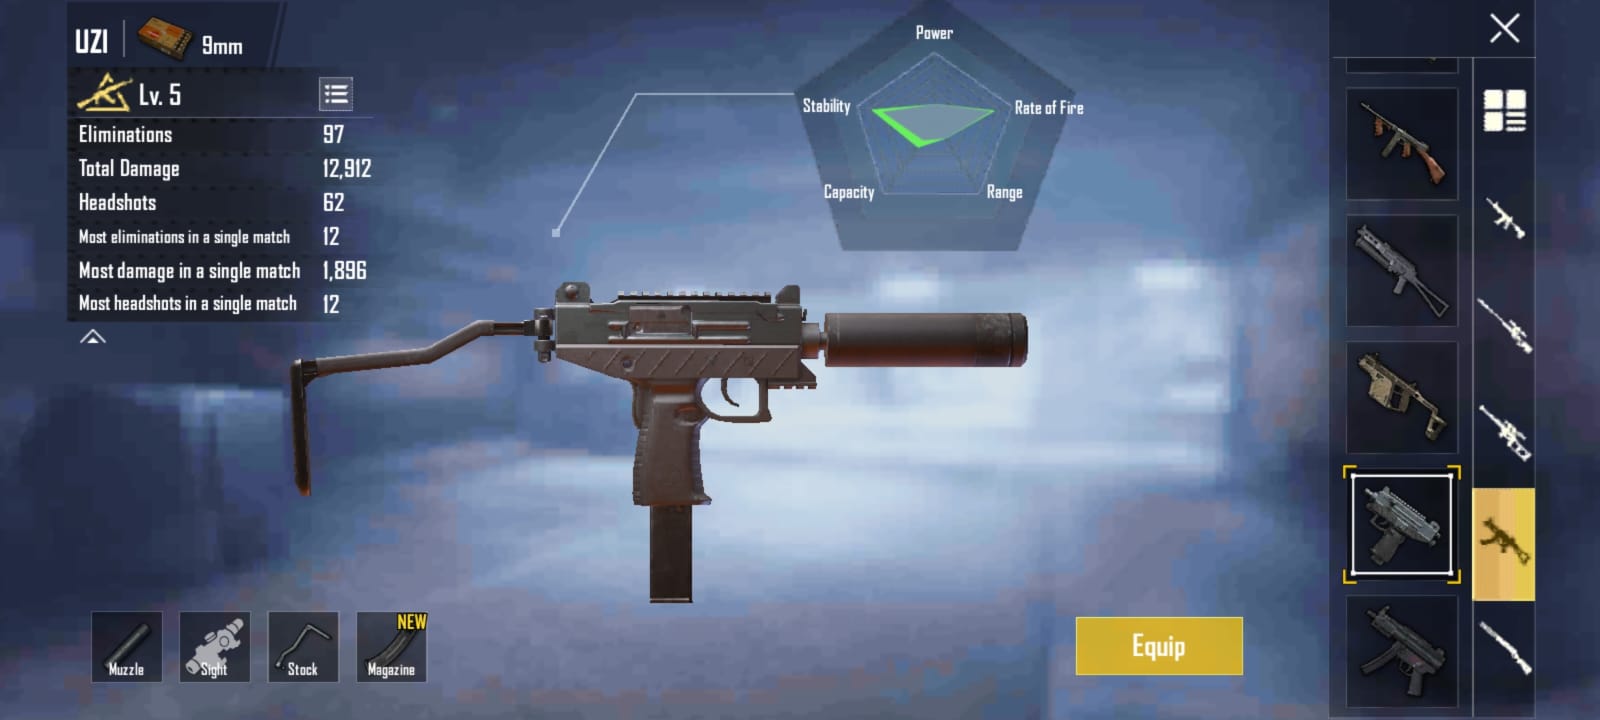 UZI
9mm
Lv. 5
Eliminations 97
Total Damage 12,912
Headshots 62
Most eliminations in a single match 12
Most damage in a single match 1,896
Most headshots in a single match 12
Power
Stability
Rate of Fire
Capacity
Range
Muzzle
Sight
Stock
NEW
Magazine
Equip